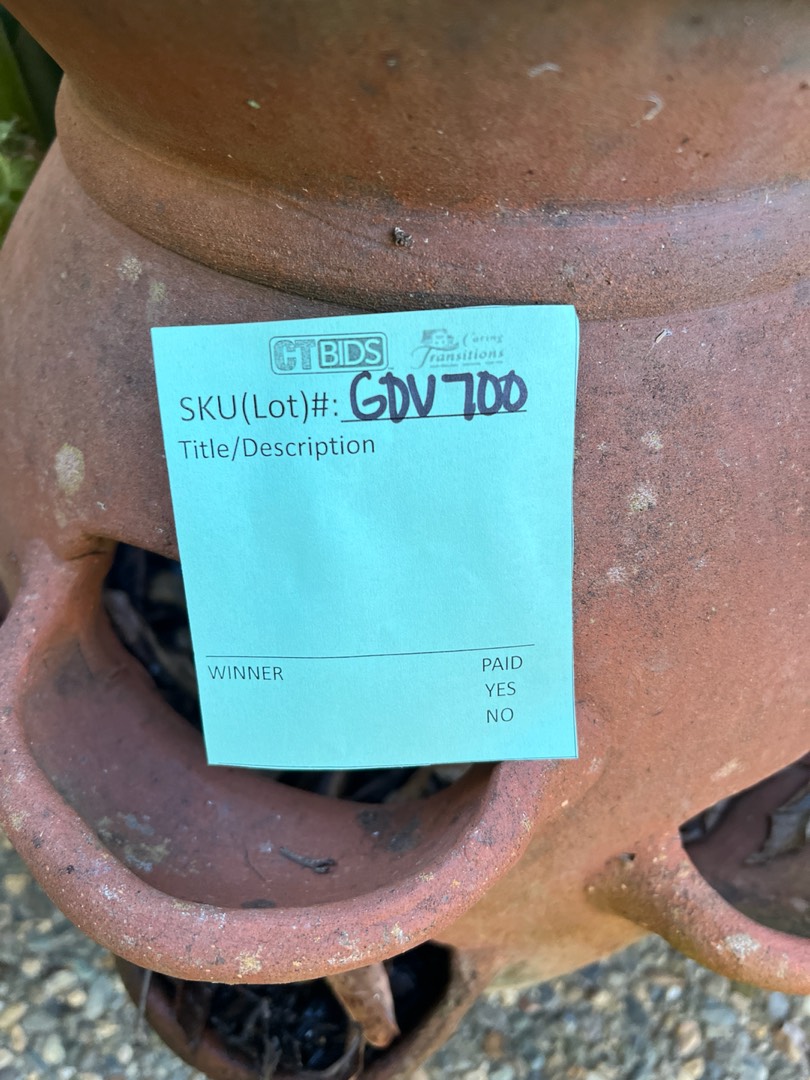 CTBIDS Caring Transitions
SKU(Lot)#: GDV700
Title/Description
WINNER PAID
YES
NO